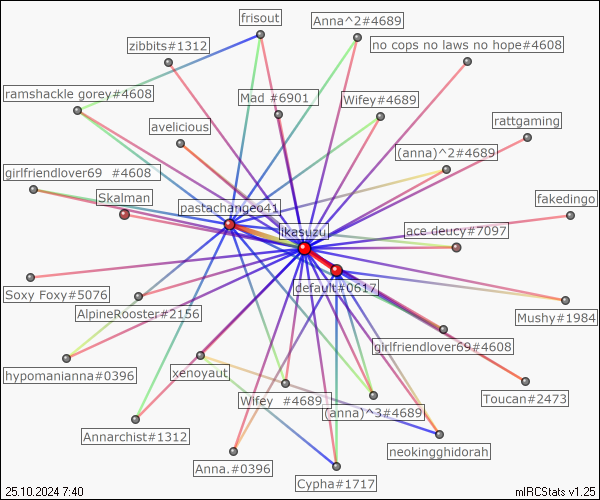 frisout
Anna^2#4689
zibbits#1312
no cops no laws no hope#4608
ramshackle gorey#4608
Mad #6901
Wifey#4689
rattgaming
avelicious
(anna)^2#4689
girlfriendlover69 #4608
Skalman
pastachangeo41
fakedingo
ikasuzu
ace deucy#7097
default#0617
Soxy Foxy#5076
AlpineRooster#2156
Mushy#1984
girlfriendlover69#4608
hypomanianna#0396
xenoyaut
Toucan#2473
Wifey #4689
(anna)^3#4689
Annarchist#1312
neokingghidorah
Anna.#0396
Cypha#1717
25.10.2024 7:40
mIRCStats v1.25